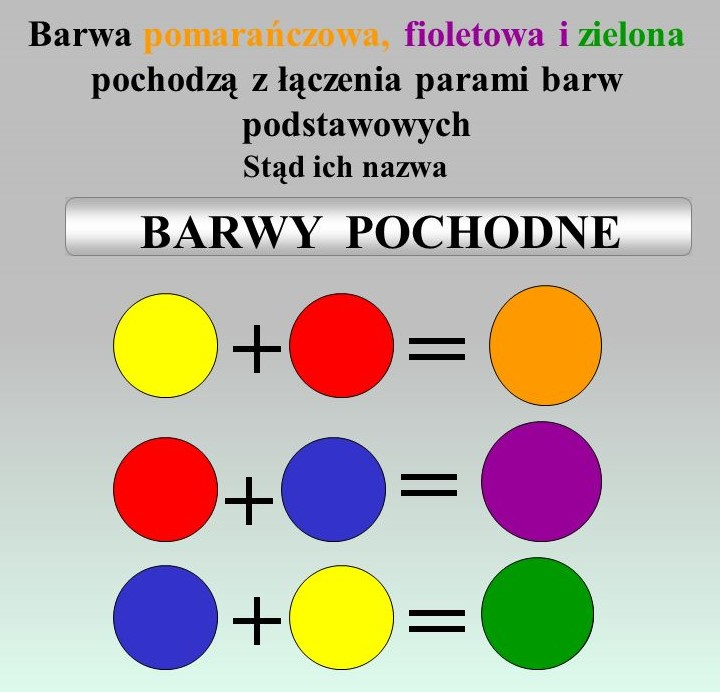 Barwa pomarańczowa, fioletowa i zielona
pochodzą z łączenia parami barw
podstawowych
Stąd ich nazwa
BARWY POCHODNE
+ =
+ =
+ =